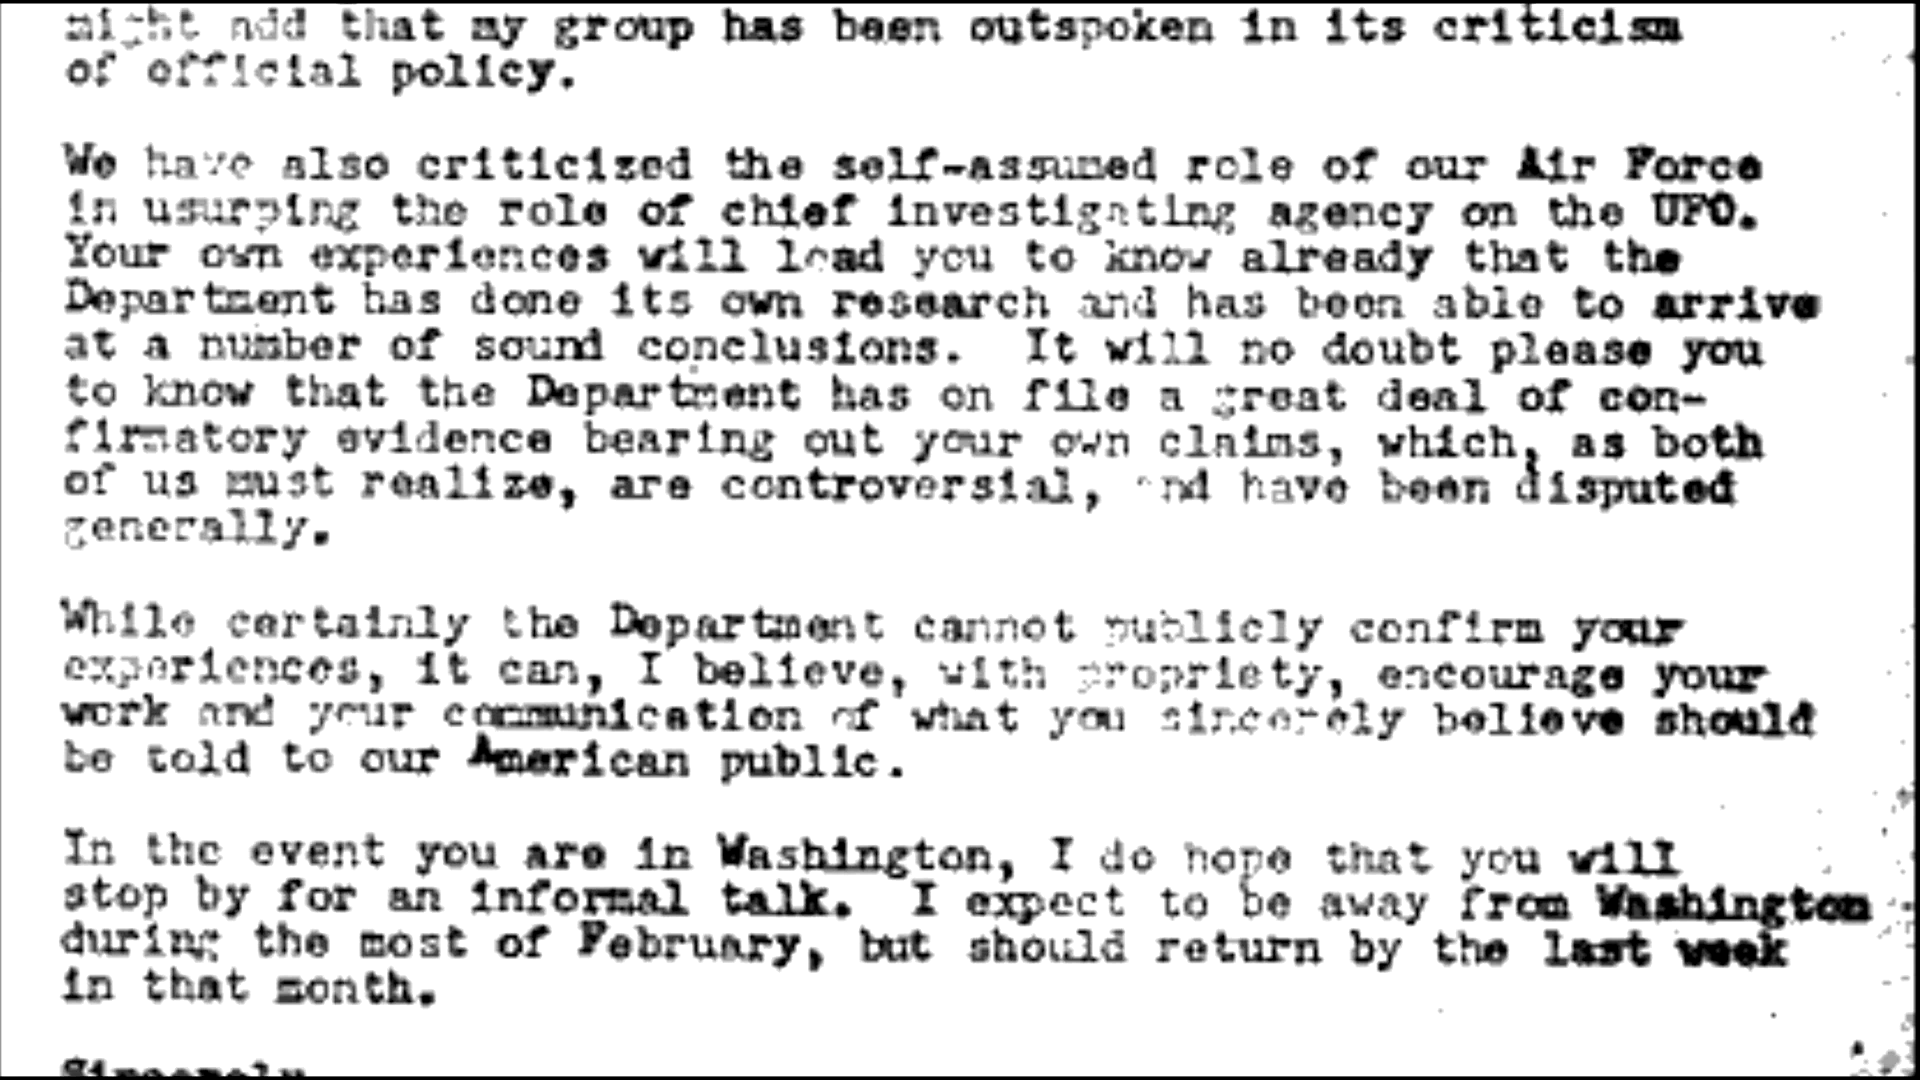 might add that my group has been outspoken in its criticism
of official policy.
We have also criticized the self-assumed role of our Air Force
in usurping the role of chief investigating agency on the UFO.
Your own experiences will lead you to know already that the
Department has done its own research and has been able to arrive
at a number of sound conclusions. It will no doubt please you
to know that the Department has on file a great deal of con-
firmatory evidence bearing out your own claims, which, as both
of us must realize, are controversial, and have been disputed
generally.
While certainly the Department cannot publicly confirm your
experiences, it can, I believe, with propriety, encourage your
work and your communication of what you sincerely believe should
be told to our American public.
In the event you are in Washington, I do hope that you will
stop by for an informal talk. I expect to be away from Washington
during the most of February, but should return by the last week
in that month.
Sincerely